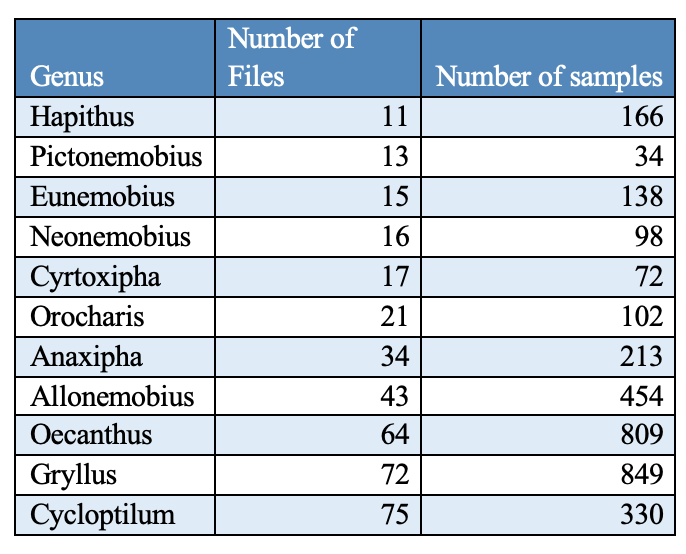 Genus Number of Files Number of samples
Hapithus 11 166
Pictonemobius 13 34
Eunemobius 15 138
Neonemobius 16 98
Cyrtoxipha 17 72
Orocharis 21 102
Anaxipha 34 213
Allonemobius 43 454
Oecanthus 64 809
Gryllus 72 849
Cycloptilum 75 330